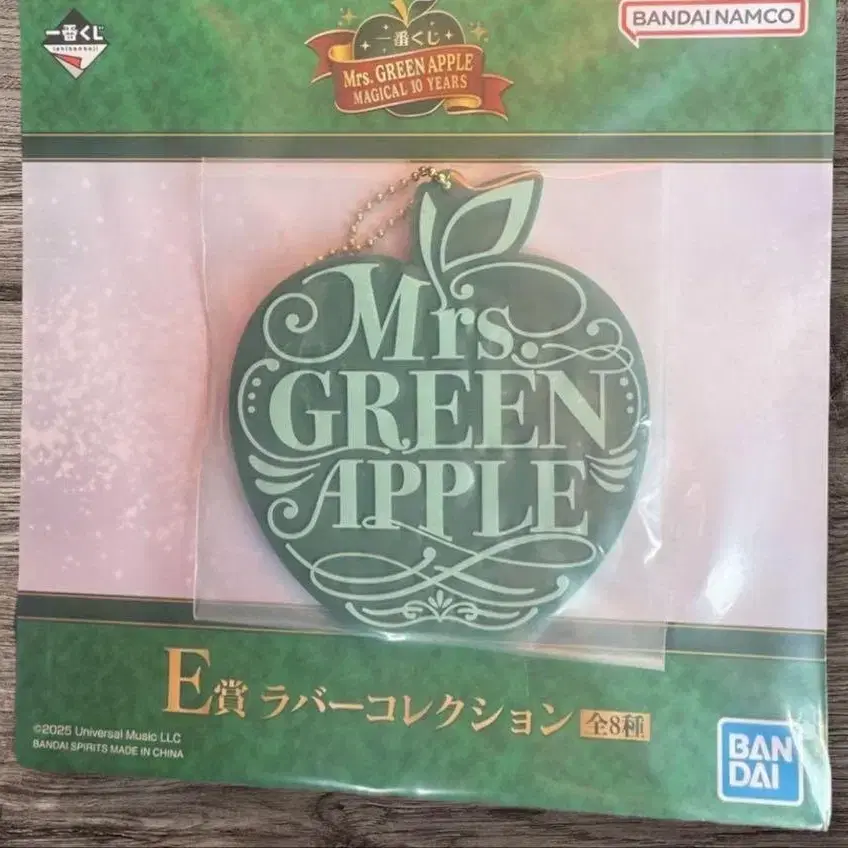 一番くじ
ichibankuji
一番くじ
Mrs. GREEN APPLE
MAGICAL 10 YEARS
BANDAI NAMCO
Mrs.
GREEN
APPLE
E賞 ラバーコレクション 全8種
©2025 Universal Music LLC
BANDAI SPIRITS MADE IN CHINA
BAN
DAI